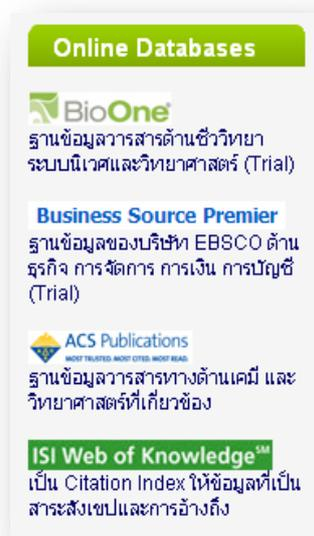 Online Databases
BioOne
ฐานข้อมูลวารสารด้านชีววิทยา
ระบบนิเวศและวิทยาศาสตร์ (Trial)
Business Source Premier
ฐานข้อมูลของบริษัท EBSCO ด้าน
ธุรกิจ การจัดการ การเงิน การบัญชี
(Trial)
ACS Publications
MOST TRUSTED. MOST CITED. MOST READ.
ฐานข้อมูลวารสารทางด้านเคมี และ
วิทยาศาสตร์ที่เกี่ยวข้อง
ISI Web of Knowledge℠
เป็น Citation Index ให้ข้อมูลที่เป็น
สาระสังเขปและการอ้างถึง